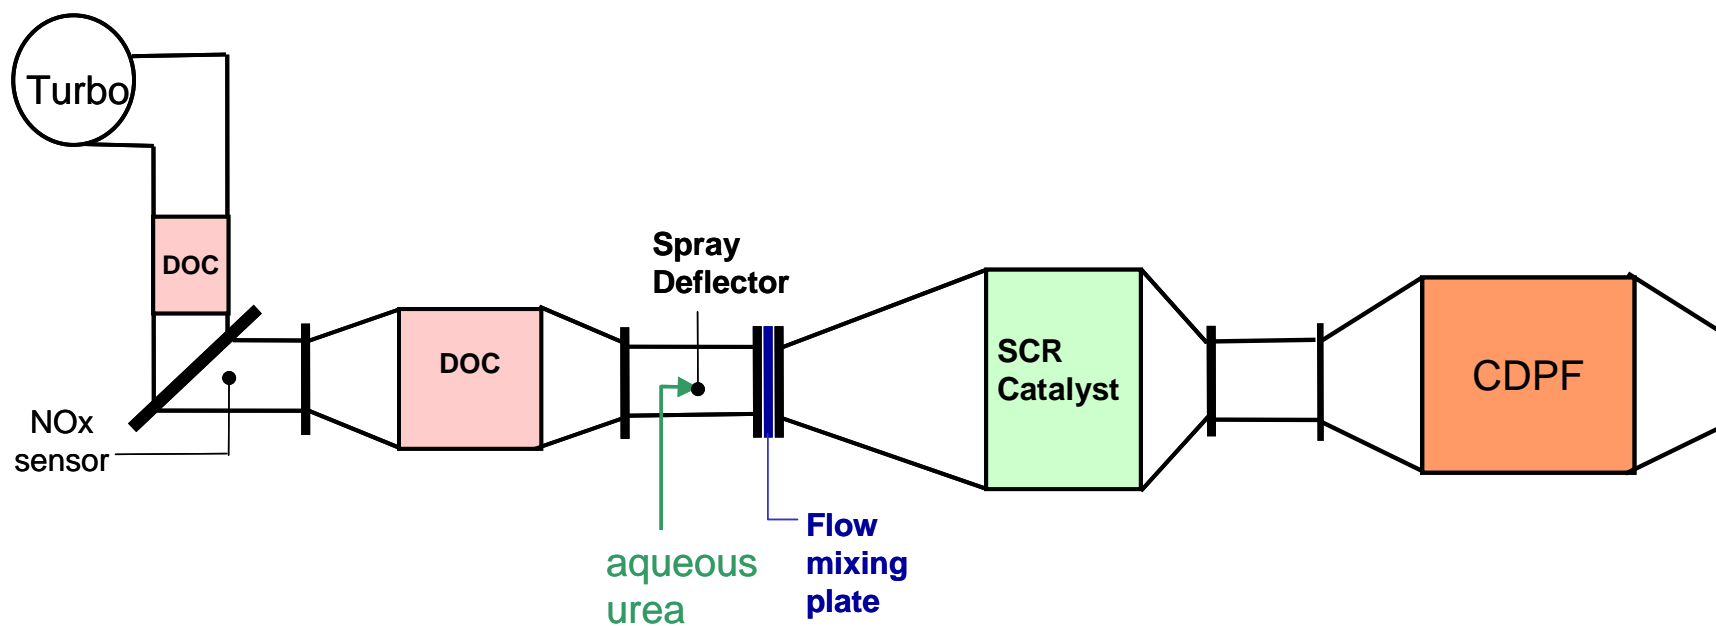 Turbo
DOC
NOx
sensor
DOC
Spray
Deflector
aqueous
urea
Flow
mixing
plate
SCR
Catalyst
CDPF